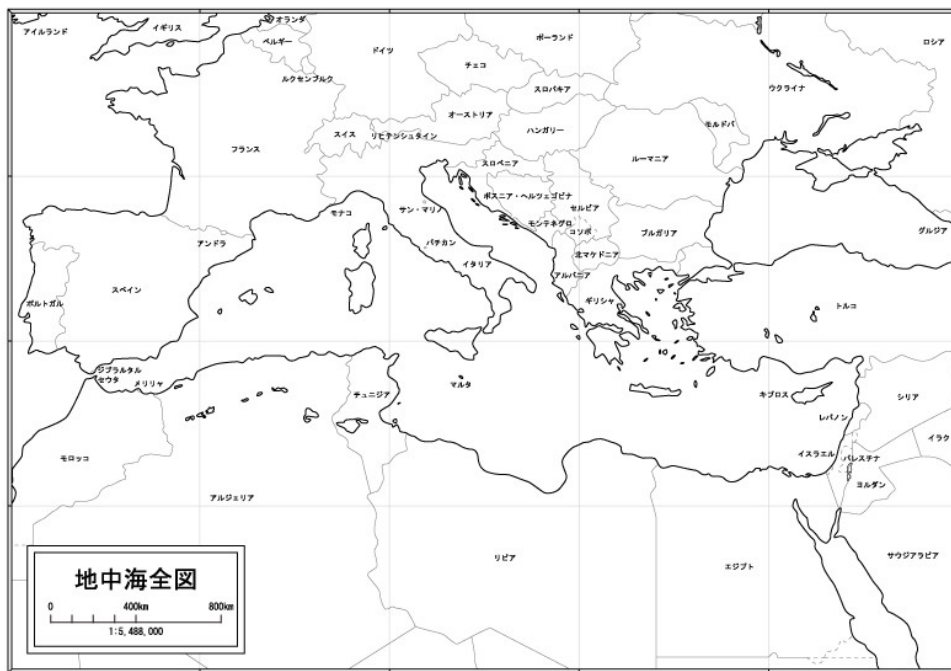 アイルランド
イギリス
オランダ
ベルギー
ルクセンブルク
ドイツ
ポーランド
チェコ
スロバキア
ウクライナ
ロシア
フランス
スイス
リヒテンシュタイン
オーストリア
ハンガリー
モルドバ
ルーマニア
スロベニア
ボスニア・ヘルツェゴビナ
セルビア
モンテネグロ
コソボ
ブルガリア
北マケドニア
アルバニア
ギリシャ
グルジア
トルコ
モナコ
サン・マリノ
バチカン
イタリア
アンドラ
スペイン
ポルトガル
ジブラルタル
セウタ
メリリャ
チュニジア
マルタ
キプロス
シリア
レバノン
イラク
イスラエル
パレスチナ
ヨルダン
モロッコ
アルジェリア
リビア
エジプト
サウジアラビア
地中海全図
0 400km 800km
1:5,488,000